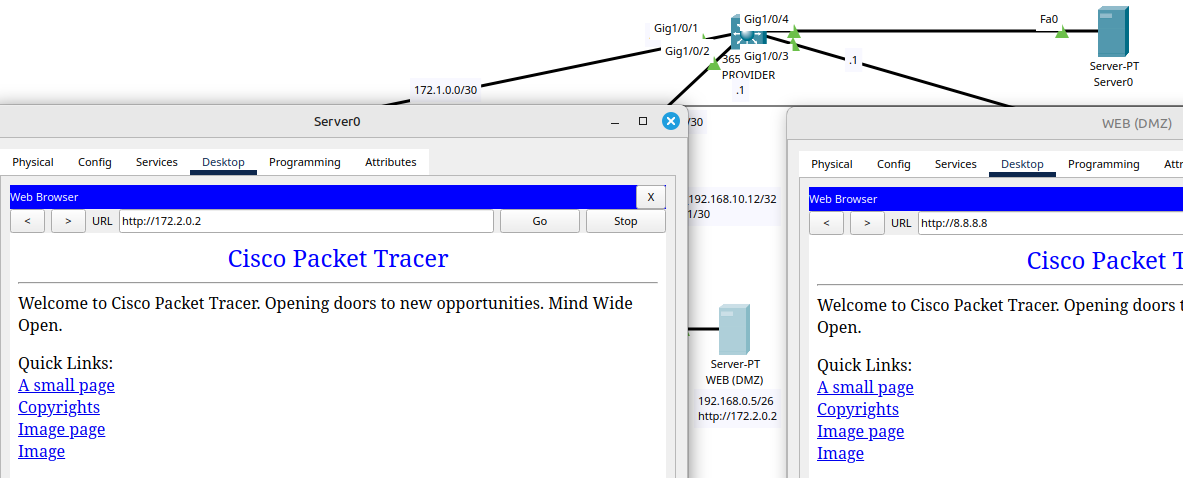 Gig1/0/4
Fa0
Gig1/0/1
Gig1/0/2
365
Gig1/0/3
PROVIDER
.1
.1
Server-PT
Server0
172.1.0.0/30
Server0
/30
WEB (DMZ)
Physical Config Services Desktop Programming Attributes
Physical Config Services Desktop Programming Attr
Web Browser X
Web Browser
< > URL http://172.2.0.2 Go Stop
< > URL http://8.8.8.8
192.168.10.12/32
1/30
Cisco Packet Tracer
Welcome to Cisco Packet Tracer. Opening doors to new opportunities. Mind Wide
Open.
Quick Links:
A small page
Copyrights
Image page
Image
Server-PT
WEB (DMZ)
192.168.0.5/26
http://172.2.0.2
Cisco Packet T
Welcome to Cisco Packet Tracer. Opening doors t
Open.
Quick Links:
A small page
Copyrights
Image page
Image